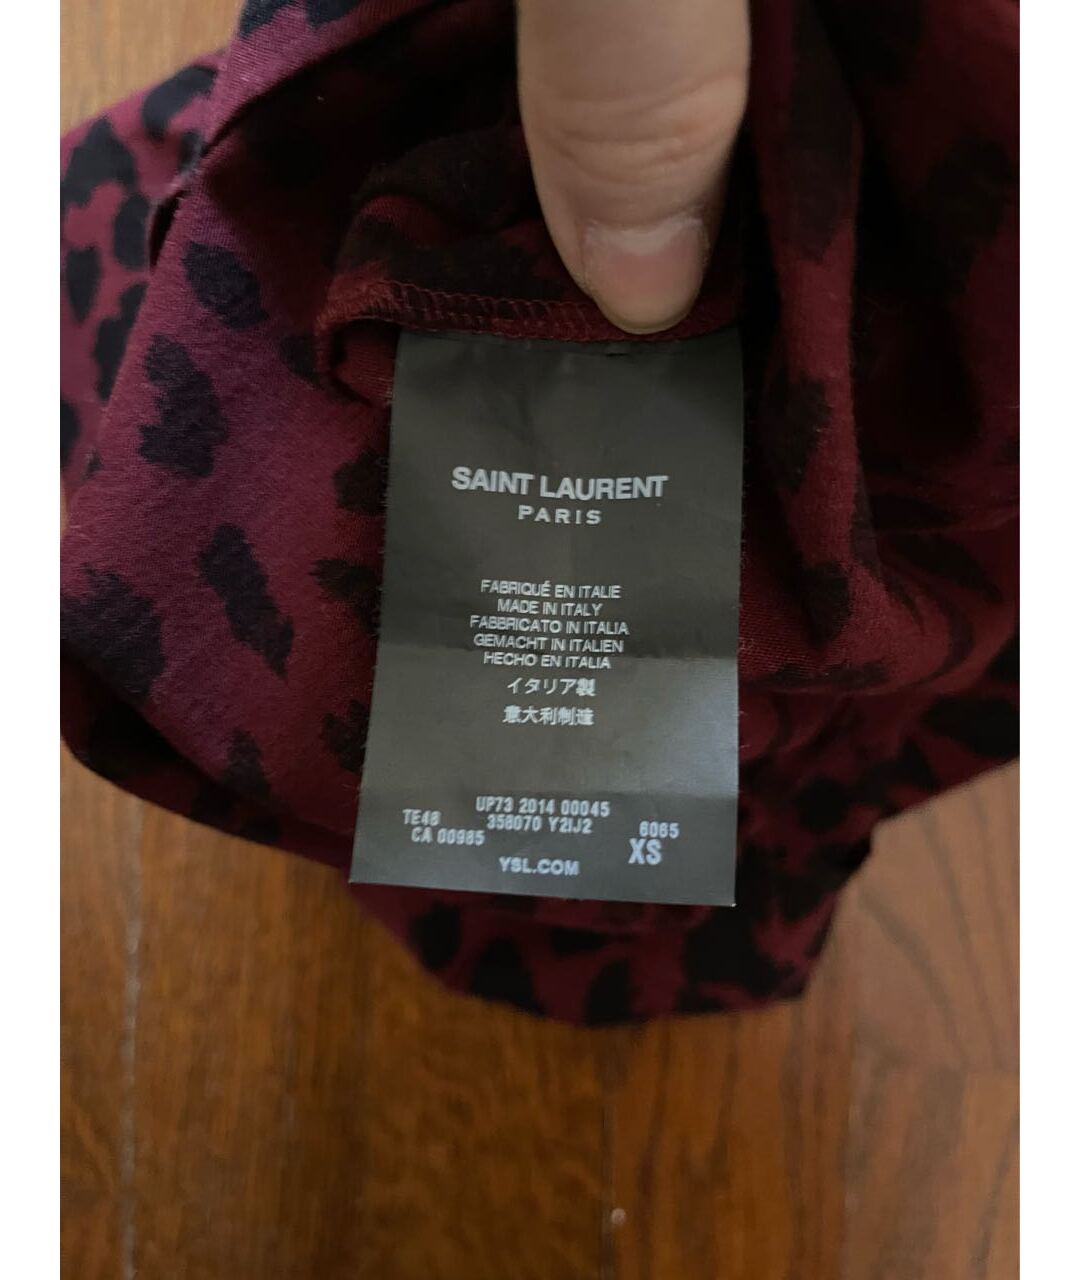 SAINT LAURENT
PARIS
FABRIQUÉ EN ITALIE
MADE IN ITALY
FABBRICATO IN ITALIA
GEMACHT IN ITALIEN
HECHO EN ITALIA
イタリア製
意大利制造
UP73 2014 00045
TE48 358070 Y2IJ2 6065
CA 00985 XS
YSL.COM